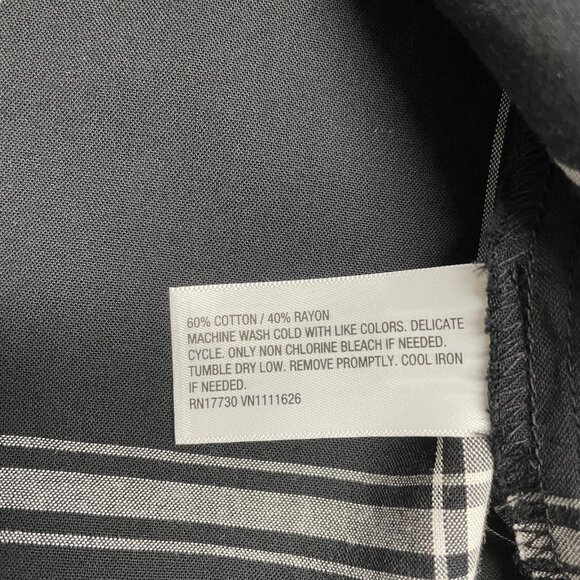 60% COTTON / 40% RAYON
MACHINE WASH COLD WITH LIKE COLORS. DELICATE
CYCLE. ONLY NON CHLORINE BLEACH IF NEEDED.
TUMBLE DRY LOW. REMOVE PROMPTLY. COOL IRON
IF NEEDED.
RN17730 VN1111626